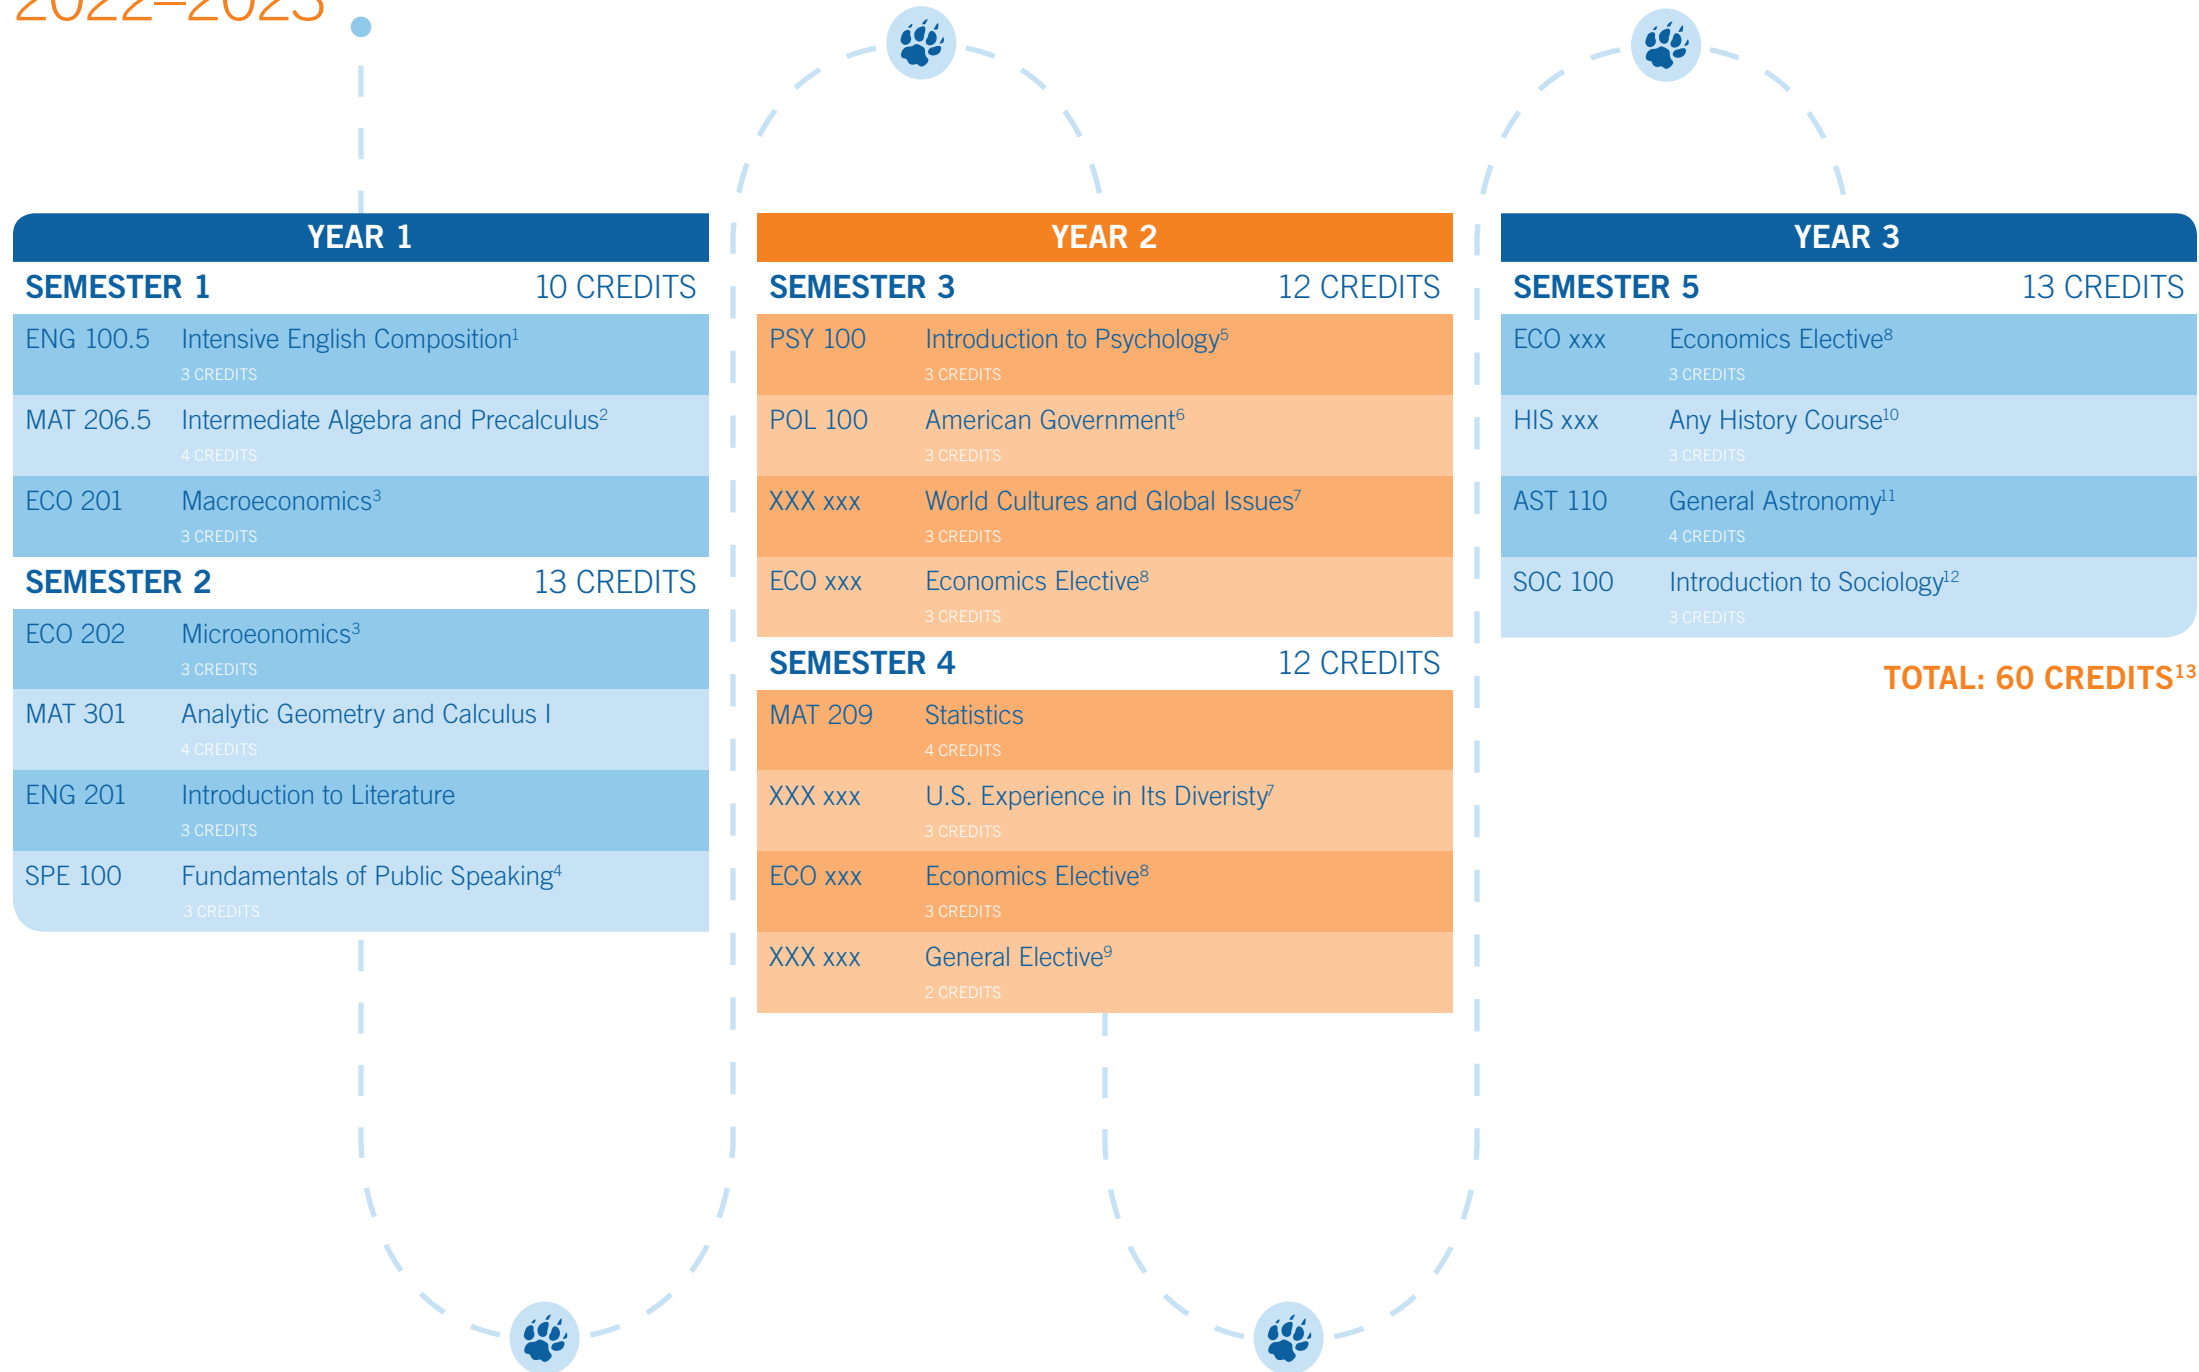 2022–2023
YEAR 1
SEMESTER 1 10 CREDITS
ENG 100.5 Intensive English Composition¹
3 CREDITS
MAT 206.5 Intermediate Algebra and Precalculus²
4 CREDITS
ECO 201 Macroeconomics³
3 CREDITS
SEMESTER 2 13 CREDITS
ECO 202 Microeonomics³
3 CREDITS
MAT 301 Analytic Geometry and Calculus I
4 CREDITS
ENG 201 Introduction to Literature
3 CREDITS
SPE 100 Fundamentals of Public Speaking⁴
3 CREDITS
YEAR 2
SEMESTER 3 12 CREDITS
PSY 100 Introduction to Psychology⁵
3 CREDITS
POL 100 American Government⁶
3 CREDITS
XXX xxx World Cultures and Global Issues⁷
3 CREDITS
ECO xxx Economics Elective⁸
3 CREDITS
SEMESTER 4 12 CREDITS
MAT 209 Statistics
4 CREDITS
XXX xxx U.S. Experience in Its Diveristy⁷
3 CREDITS
ECO xxx Economics Elective⁸
3 CREDITS
XXX xxx General Elective⁹
2 CREDITS
YEAR 3
SEMESTER 5 13 CREDITS
ECO xxx Economics Elective⁸
3 CREDITS
HIS xxx Any History Course¹⁰
3 CREDITS
AST 110 General Astronomy¹¹
4 CREDITS
SOC 100 Introduction to Sociology¹²
3 CREDITS
TOTAL: 60 CREDITS¹³